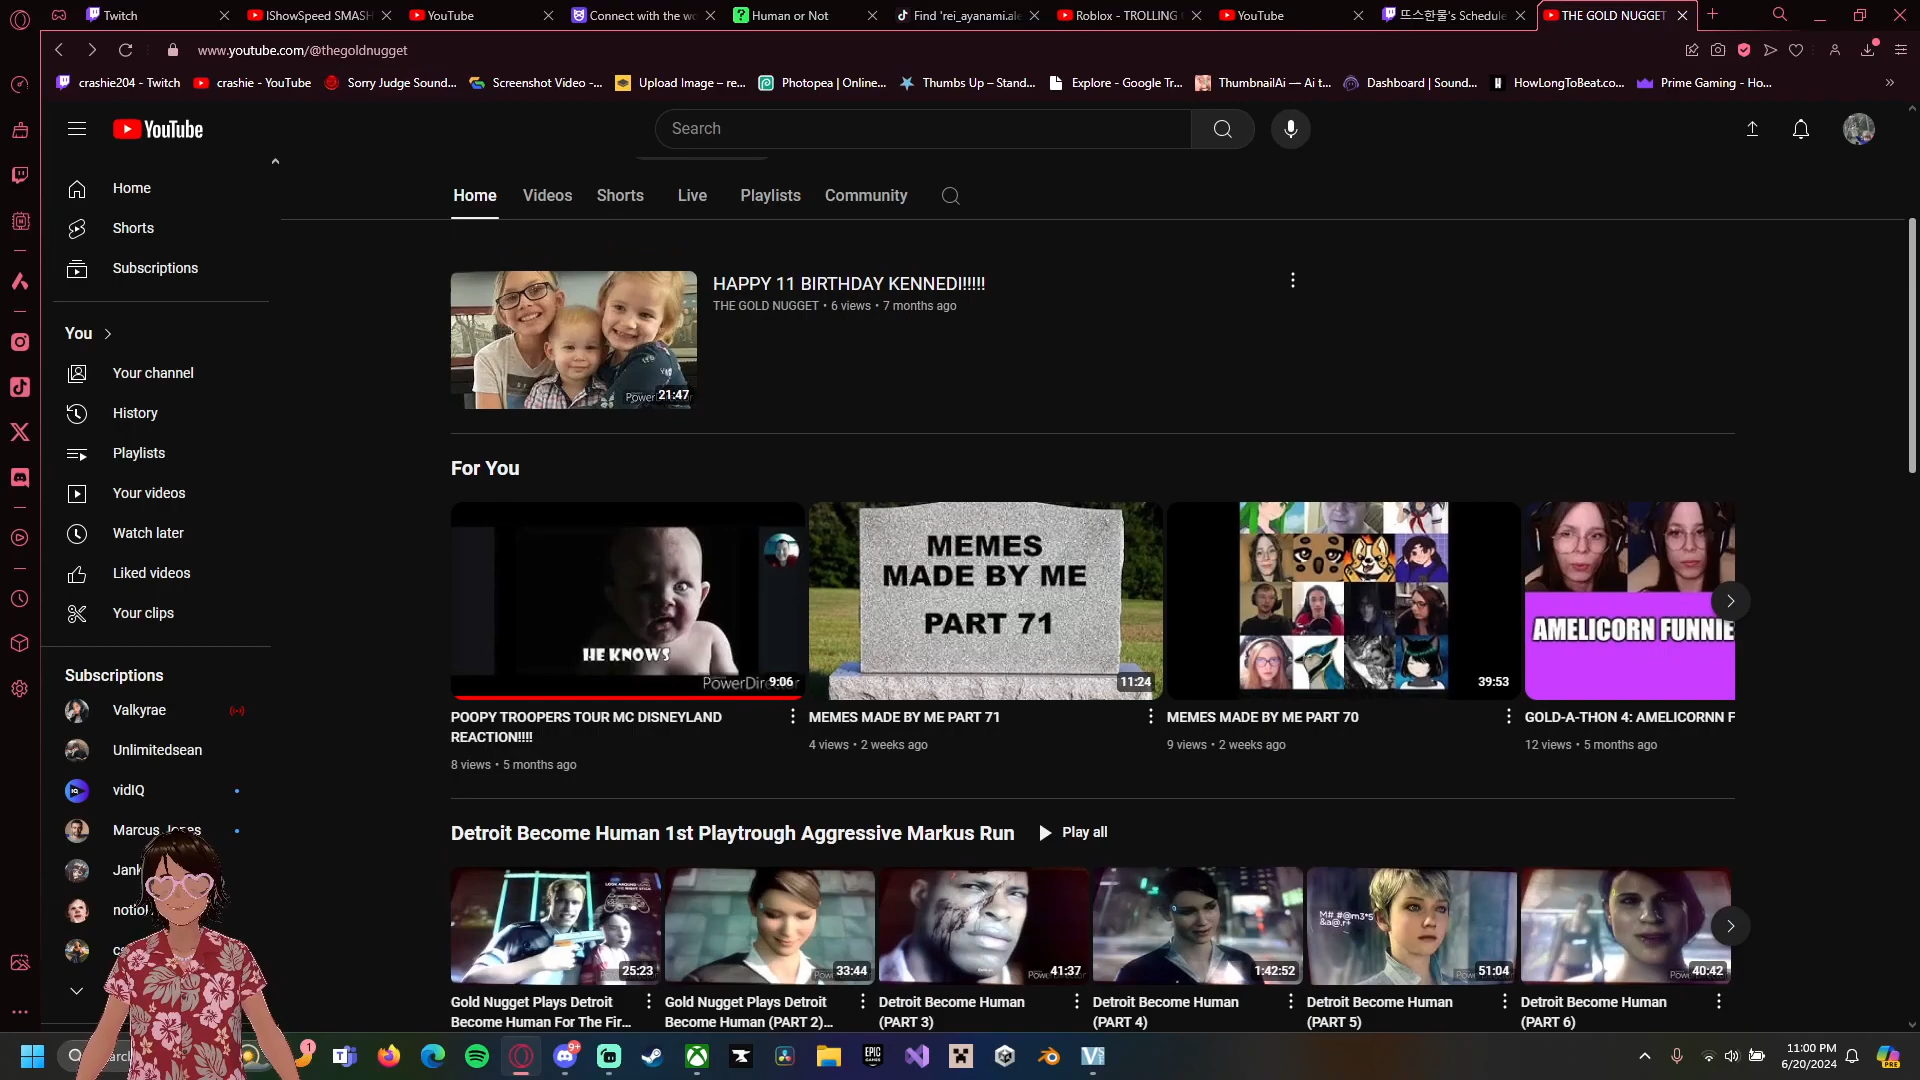 Twitch
IShowSpeed SMASH
YouTube
Connect with the wo
Human or Not
Find 'rei_ayanami.ale
Roblox - TROLLING
YouTube
뜨스한물's Schedule
THE GOLD NUGGET
www.youtube.com/@thegoldnugget
crashie204 - Twitch
crashie - YouTube
Sorry Judge Sound...
Screenshot Video -...
Upload Image – re...
Photopea | Online...
Thumbs Up – Stand...
Explore - Google Tr...
ThumbnailAi — Ai t...
Dashboard | Sound...
HowLongToBeat.co...
Prime Gaming - Ho...
YouTube
Search
Home
Shorts
Subscriptions
You
Your channel
History
Playlists
Your videos
Watch later
Liked videos
Your clips
Subscriptions
Valkyrae
Unlimitedsean
vidIQ
Marcus Jones
Home
Videos
Shorts
Live
Playlists
Community
21:47
HAPPY 11 BIRTHDAY KENNEDI!!!!!
THE GOLD NUGGET • 6 views • 7 months ago
For You
HE KNOWS
9:06
POOPY TROOPERS TOUR MC DISNEYLAND
REACTION!!!!
8 views • 5 months ago
MEMES
MADE BY ME
PART 71
11:24
MEMES MADE BY ME PART 71
4 views • 2 weeks ago
39:53
MEMES MADE BY ME PART 70
9 views • 2 weeks ago
AMELICORN FUNNIE
GOLD-A-THON 4: AMELICORNN F
12 views • 5 months ago
Detroit Become Human 1st Playtrough Aggressive Markus Run
Play all
25:23
Gold Nugget Plays Detroit
Become Human For The Fir...
33:44
Gold Nugget Plays Detroit
Become Human (PART 2)...
41:37
Detroit Become Human
(PART 3)
1:42:52
Detroit Become Human
(PART 4)
51:04
Detroit Become Human
(PART 5)
40:42
Detroit Become Human
(PART 6)
11:00 PM
6/20/2024